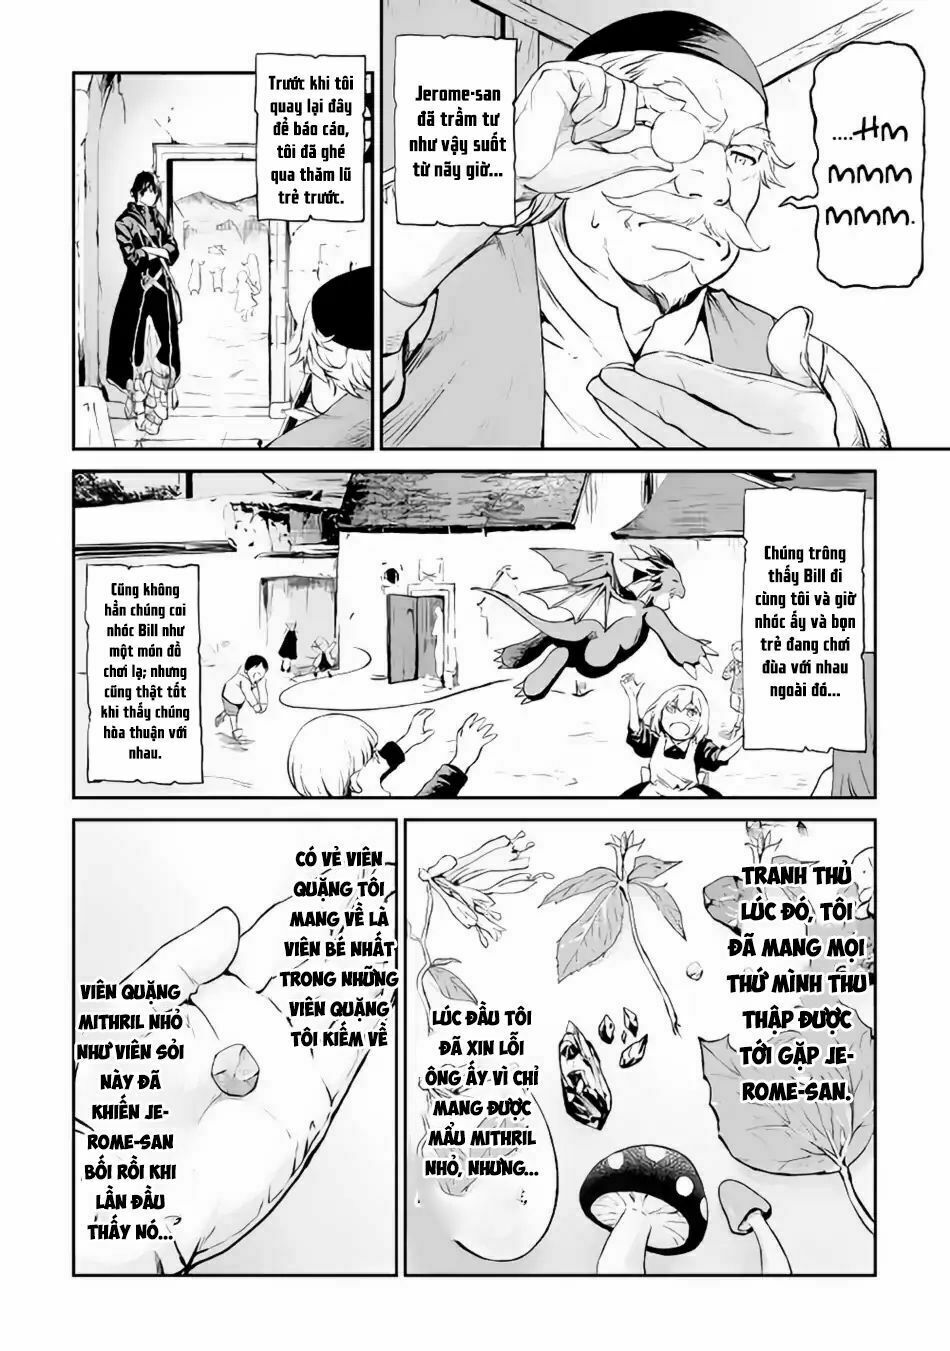 ....HM
MMMM
MMM.
Jerome-san
đã trầm tư
như vậy suốt
từ nãy giờ...
Trước khi tôi
quay lại đây
để báo cáo,
tôi đã ghé
qua thăm lũ
trẻ trước.
Chúng trông
thấy Bill đi
cùng tôi và giờ
nhóc ấy và bọn
trẻ đang chơi
đùa với nhau
ngoài đó...
Cũng không
hẳn chúng coi
nhóc Bill như
một món đồ
chơi lạ; nhưng
cũng thật tốt
khi thấy chúng
hòa thuận với
nhau.
TRANH THỦ
LÚC ĐÓ, TÔI
ĐÃ MANG MỌI
THỨ MÌNH THU
THẬP ĐƯỢC
TỚI GẶP JE-
ROME-SAN.
LÚC ĐẦU TÔI
ĐÃ XIN LỖI
ÔNG ẤY VÌ CHỈ
MANG ĐƯỢC
MẨU MITHRIL
NHỎ, NHƯNG...
CÓ VẺ VIÊN
QUẶNG TÔI
MANG VỀ LÀ
VIÊN BÉ NHẤT
TRONG NHỮNG
VIÊN QUẶNG
TÔI KIẾM VỀ
VIÊN QUẶNG
MITHRIL NHỎ
NHƯ VIÊN SỎI
NÀY ĐÃ
KHIẾN JE-
ROME-SAN
BỐI RỒI KHI
LẦN ĐẦU
THẤY NÓ...